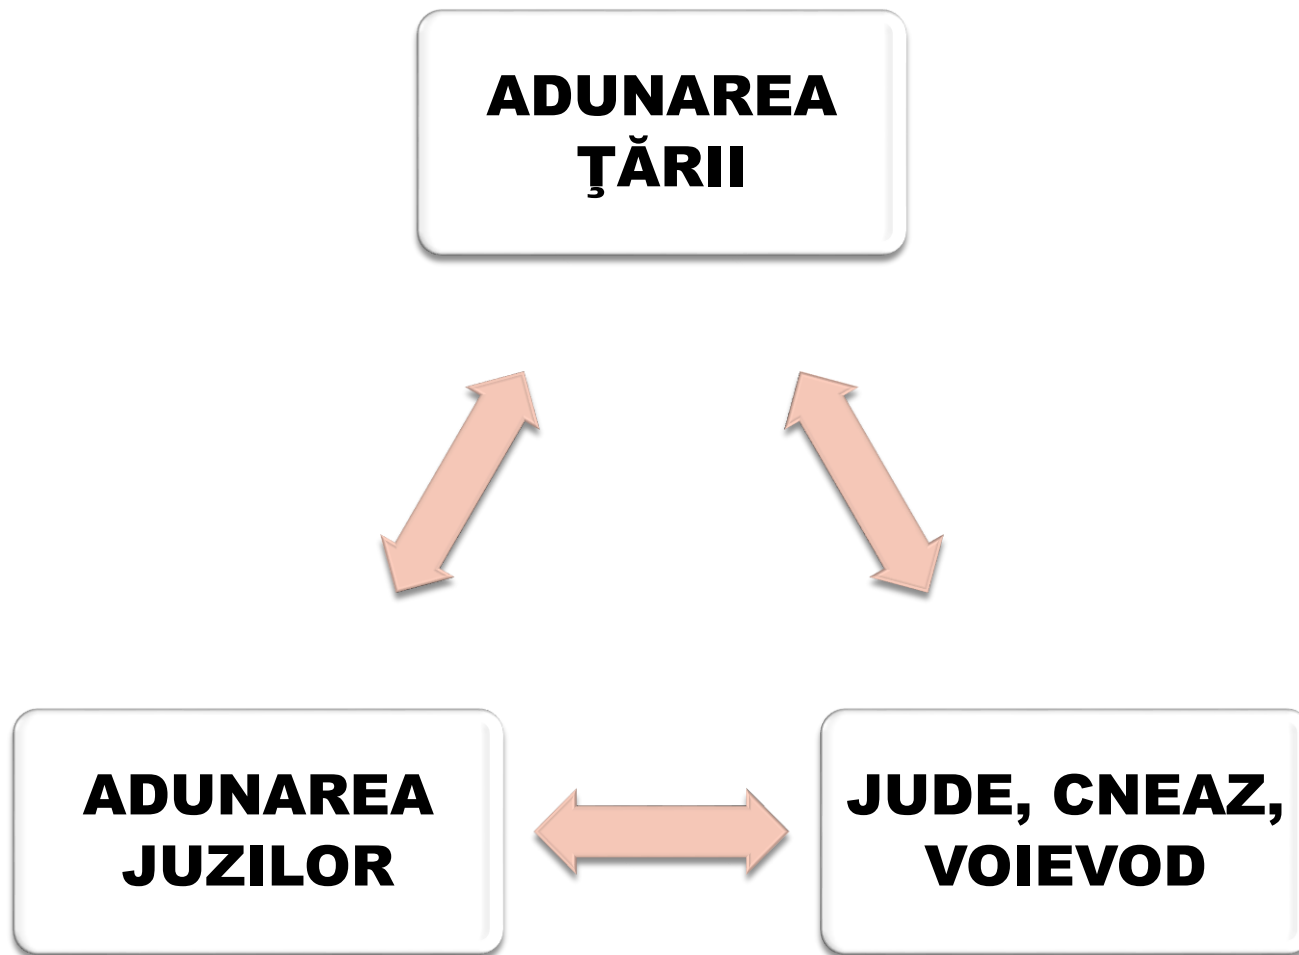 ADUNAREA
ŢĂRII
ADUNAREA
JUZILOR
JUDE, CNEAZ,
VOIEVOD